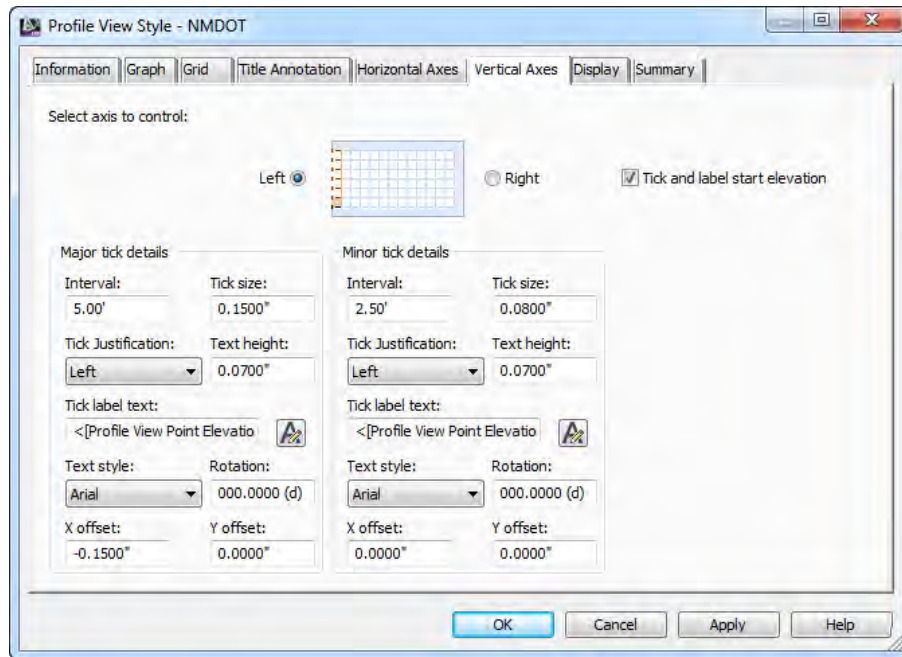 Profile View Style - NMDOT
Information Graph Grid Title Annotation Horizontal Axes Vertical Axes Display Summary
Select axis to control:
Left Right Tick and label start elevation
Major tick details Minor tick details
Interval: Tick size: Interval: Tick size:
5.00' 0.1500" 2.50' 0.0800"
Tick Justification: Text height: Tick Justification: Text height:
Left 0.0700" Left 0.0700"
Tick label text: Tick label text:
<[Profile View Point Elevatio <[Profile View Point Elevatio
Text style: Rotation: Text style: Rotation:
Arial 000.0000 (d) Arial 000.0000 (d)
X offset: Y offset: X offset: Y offset:
-0.1500" 0.0000" 0.0000" 0.0000"
OK Cancel Apply Help